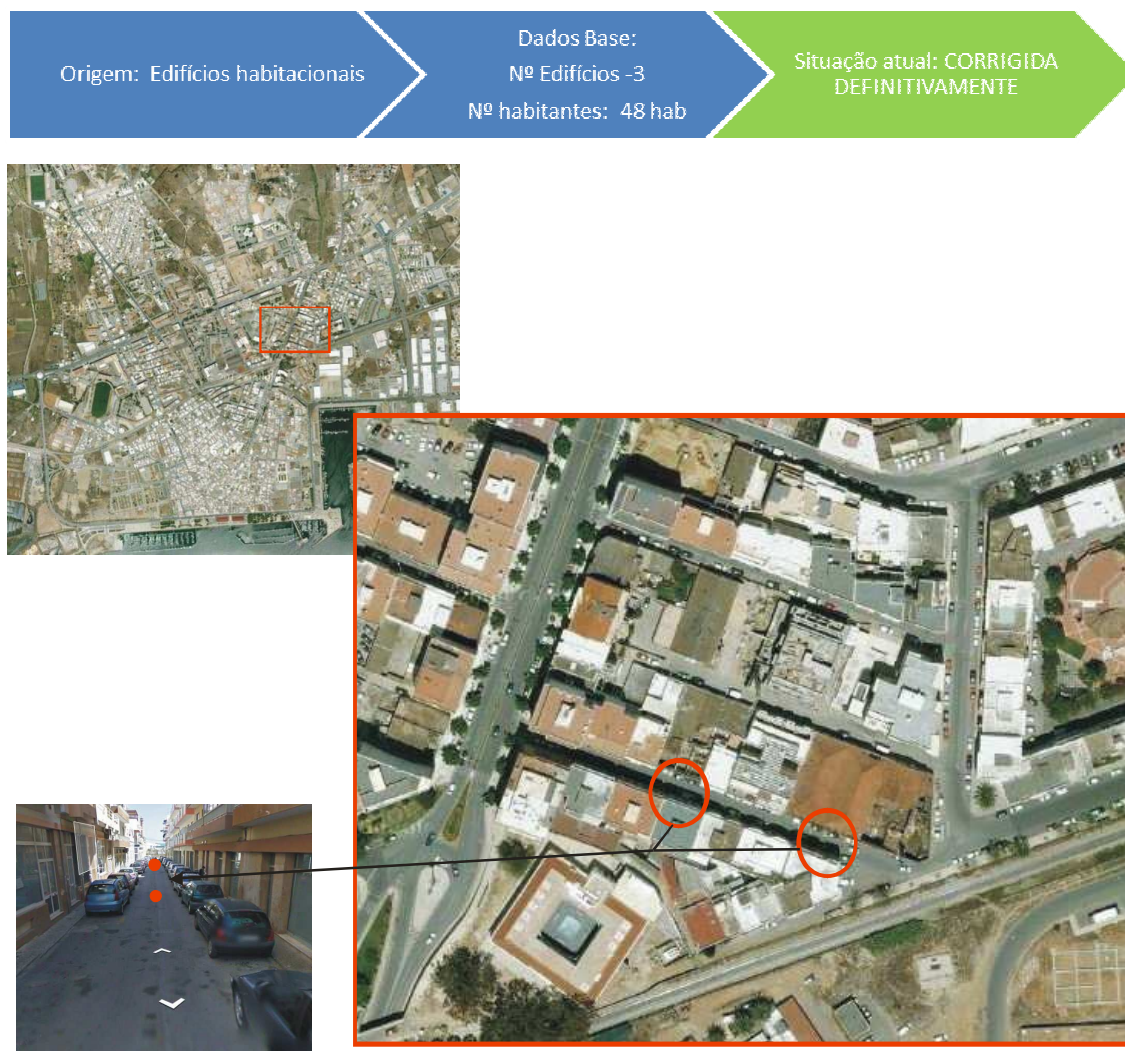 Origem:  Edifícios habitacionais
Dados Base:
Nº Edifícios -3
Nº habitantes:  48 hab
Situação atual: CORRIGIDA
DEFINITIVAMENTE